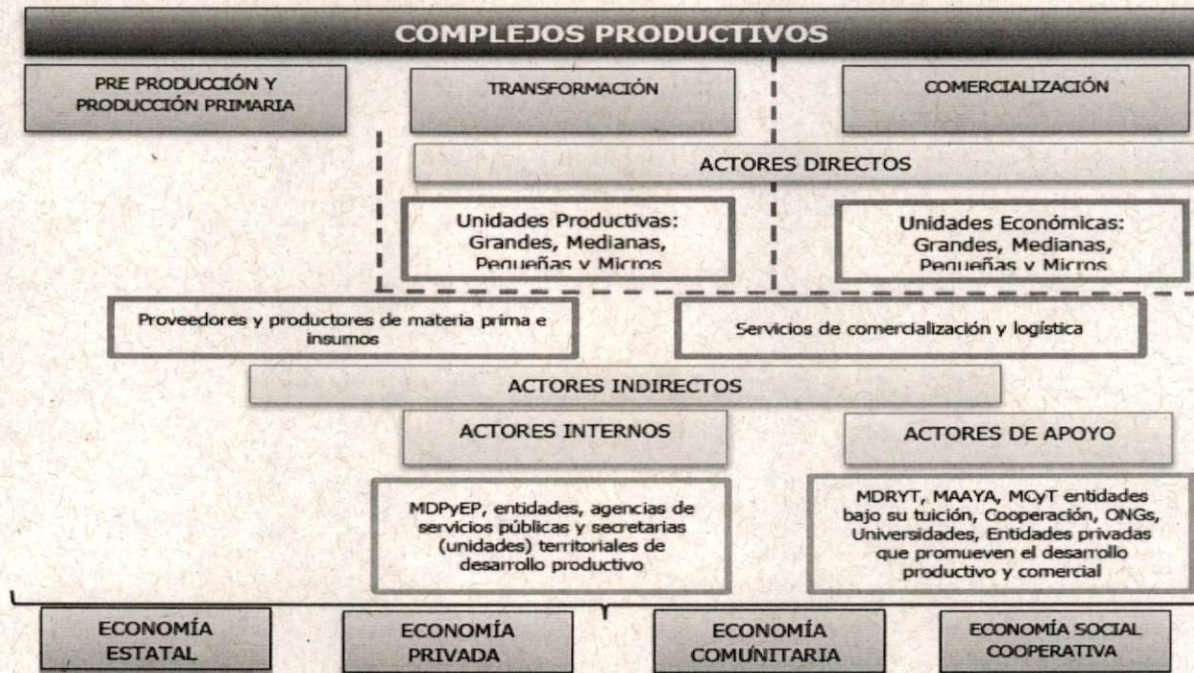 COMPLEJOS PRODUCTIVOS
PRE PRODUCCIÓN Y
PRODUCCIÓN PRIMARIA
TRANSFORMACIÓN
COMERCIALIZACIÓN
ACTORES DIRECTOS
Unidades Productivas:
Grandes, Medianas,
Pequeñas y Micros
Unidades Económicas:
Grandes, Medianas,
Pequeñas y Micros
Proveedores y productores de materia prima e
insumos
Servicios de comercialización y logística
ACTORES INDIRECTOS
ACTORES INTERNOS
ACTORES DE APOYO
MDPyEP, entidades, agencias de
servicios públicas y secretarias
(unidades) territoriales de
desarrollo productivo
MDRYT, MAAYA, MCyT entidades
bajo su tuición, Cooperación, ONGs,
Universidades, Entidades privadas
que promueven el desarrollo
productivo y comercial
ECONOMÍA
ESTATAL
ECONOMÍA
PRIVADA
ECONOMÍA
COMUNITARIA
ECONOMÍA SOCIAL
COOPERATIVA